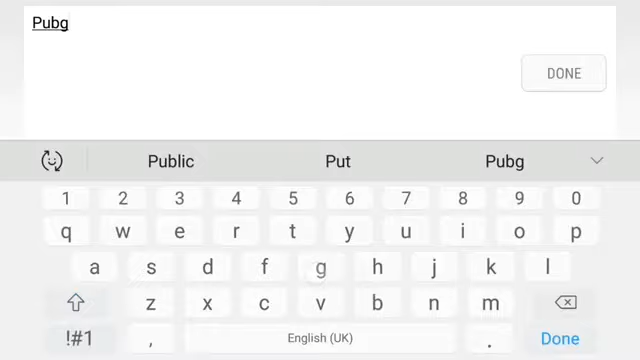 Pubg
DONE
Public Put Pubg
1 2 3 4 5 6 7 8 9 0
q w e r t y u i o p
a s d f g h j k l
z x c v b n m
!#1 , English (UK) . Done